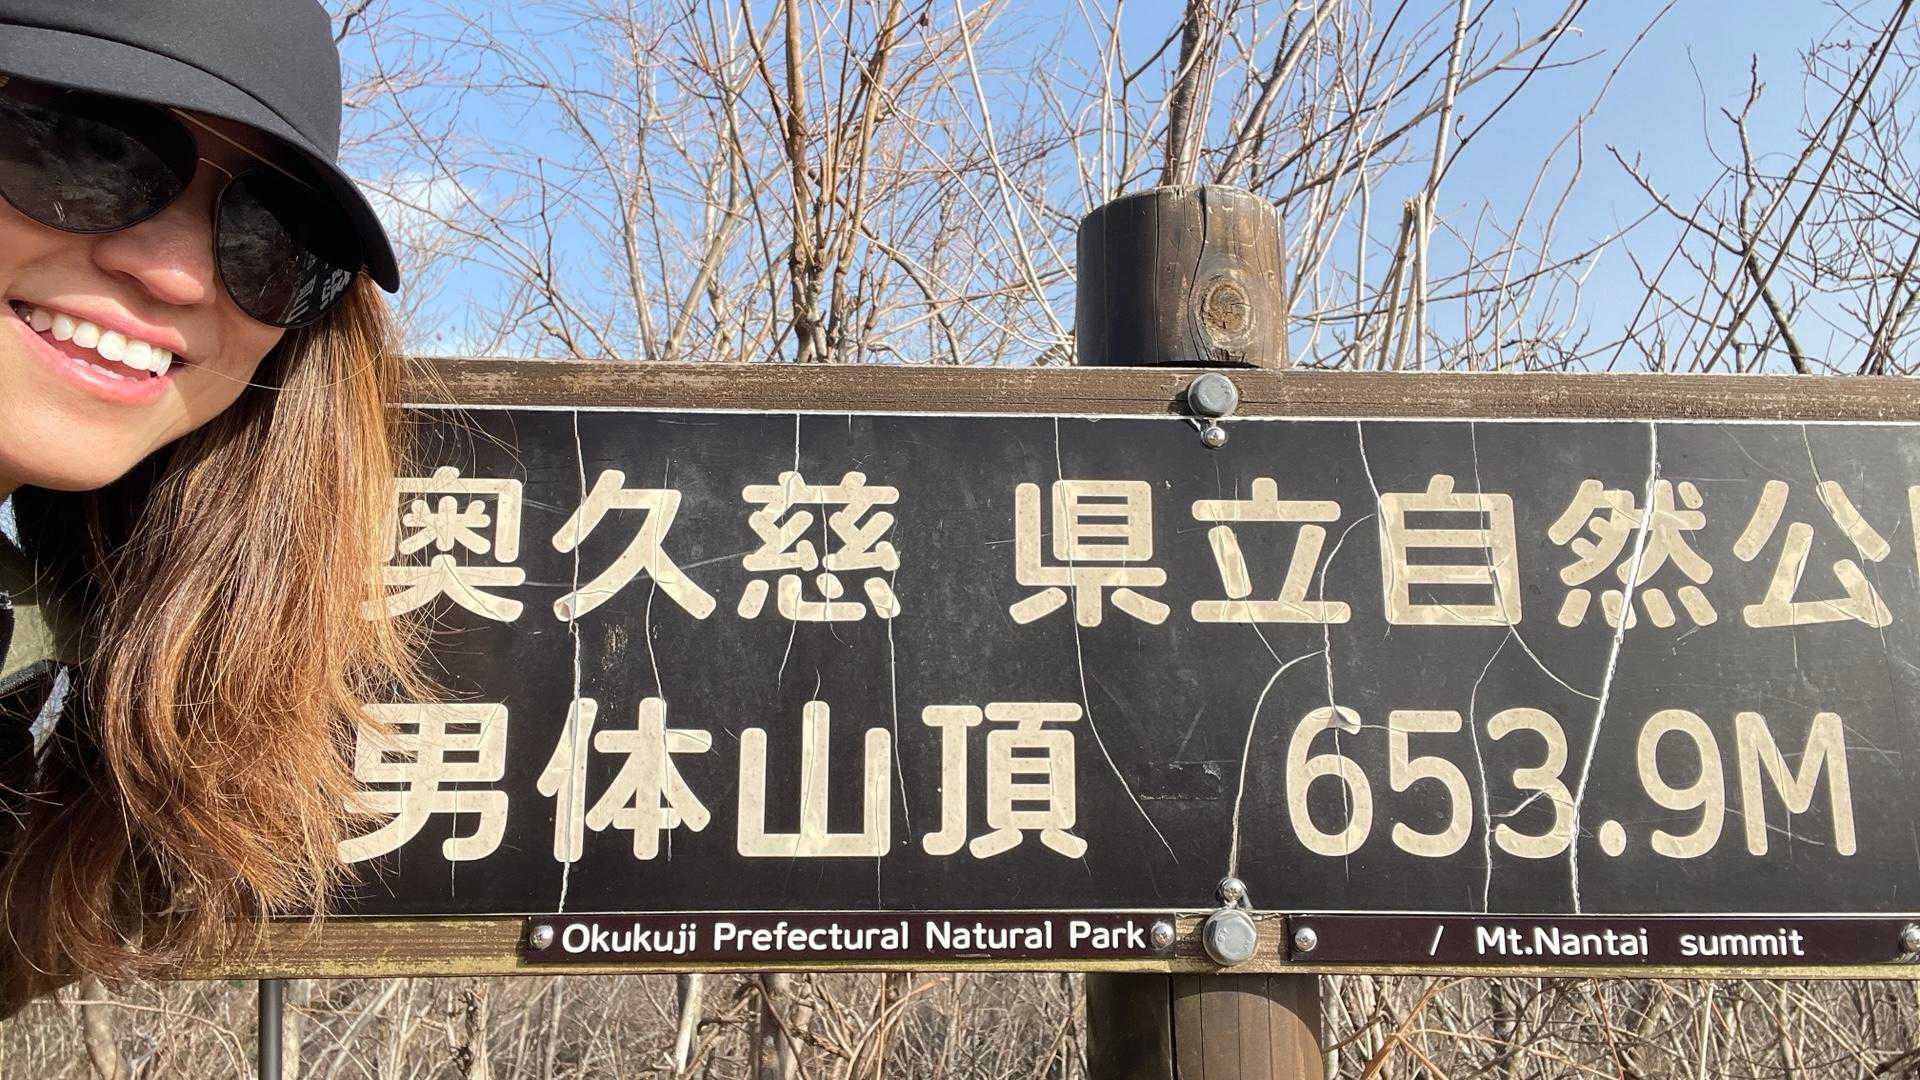 奥久慈 県立自然公
男体山頂 653.9M
Okukuji Prefectural Natural Park / Mt.Nantai summit